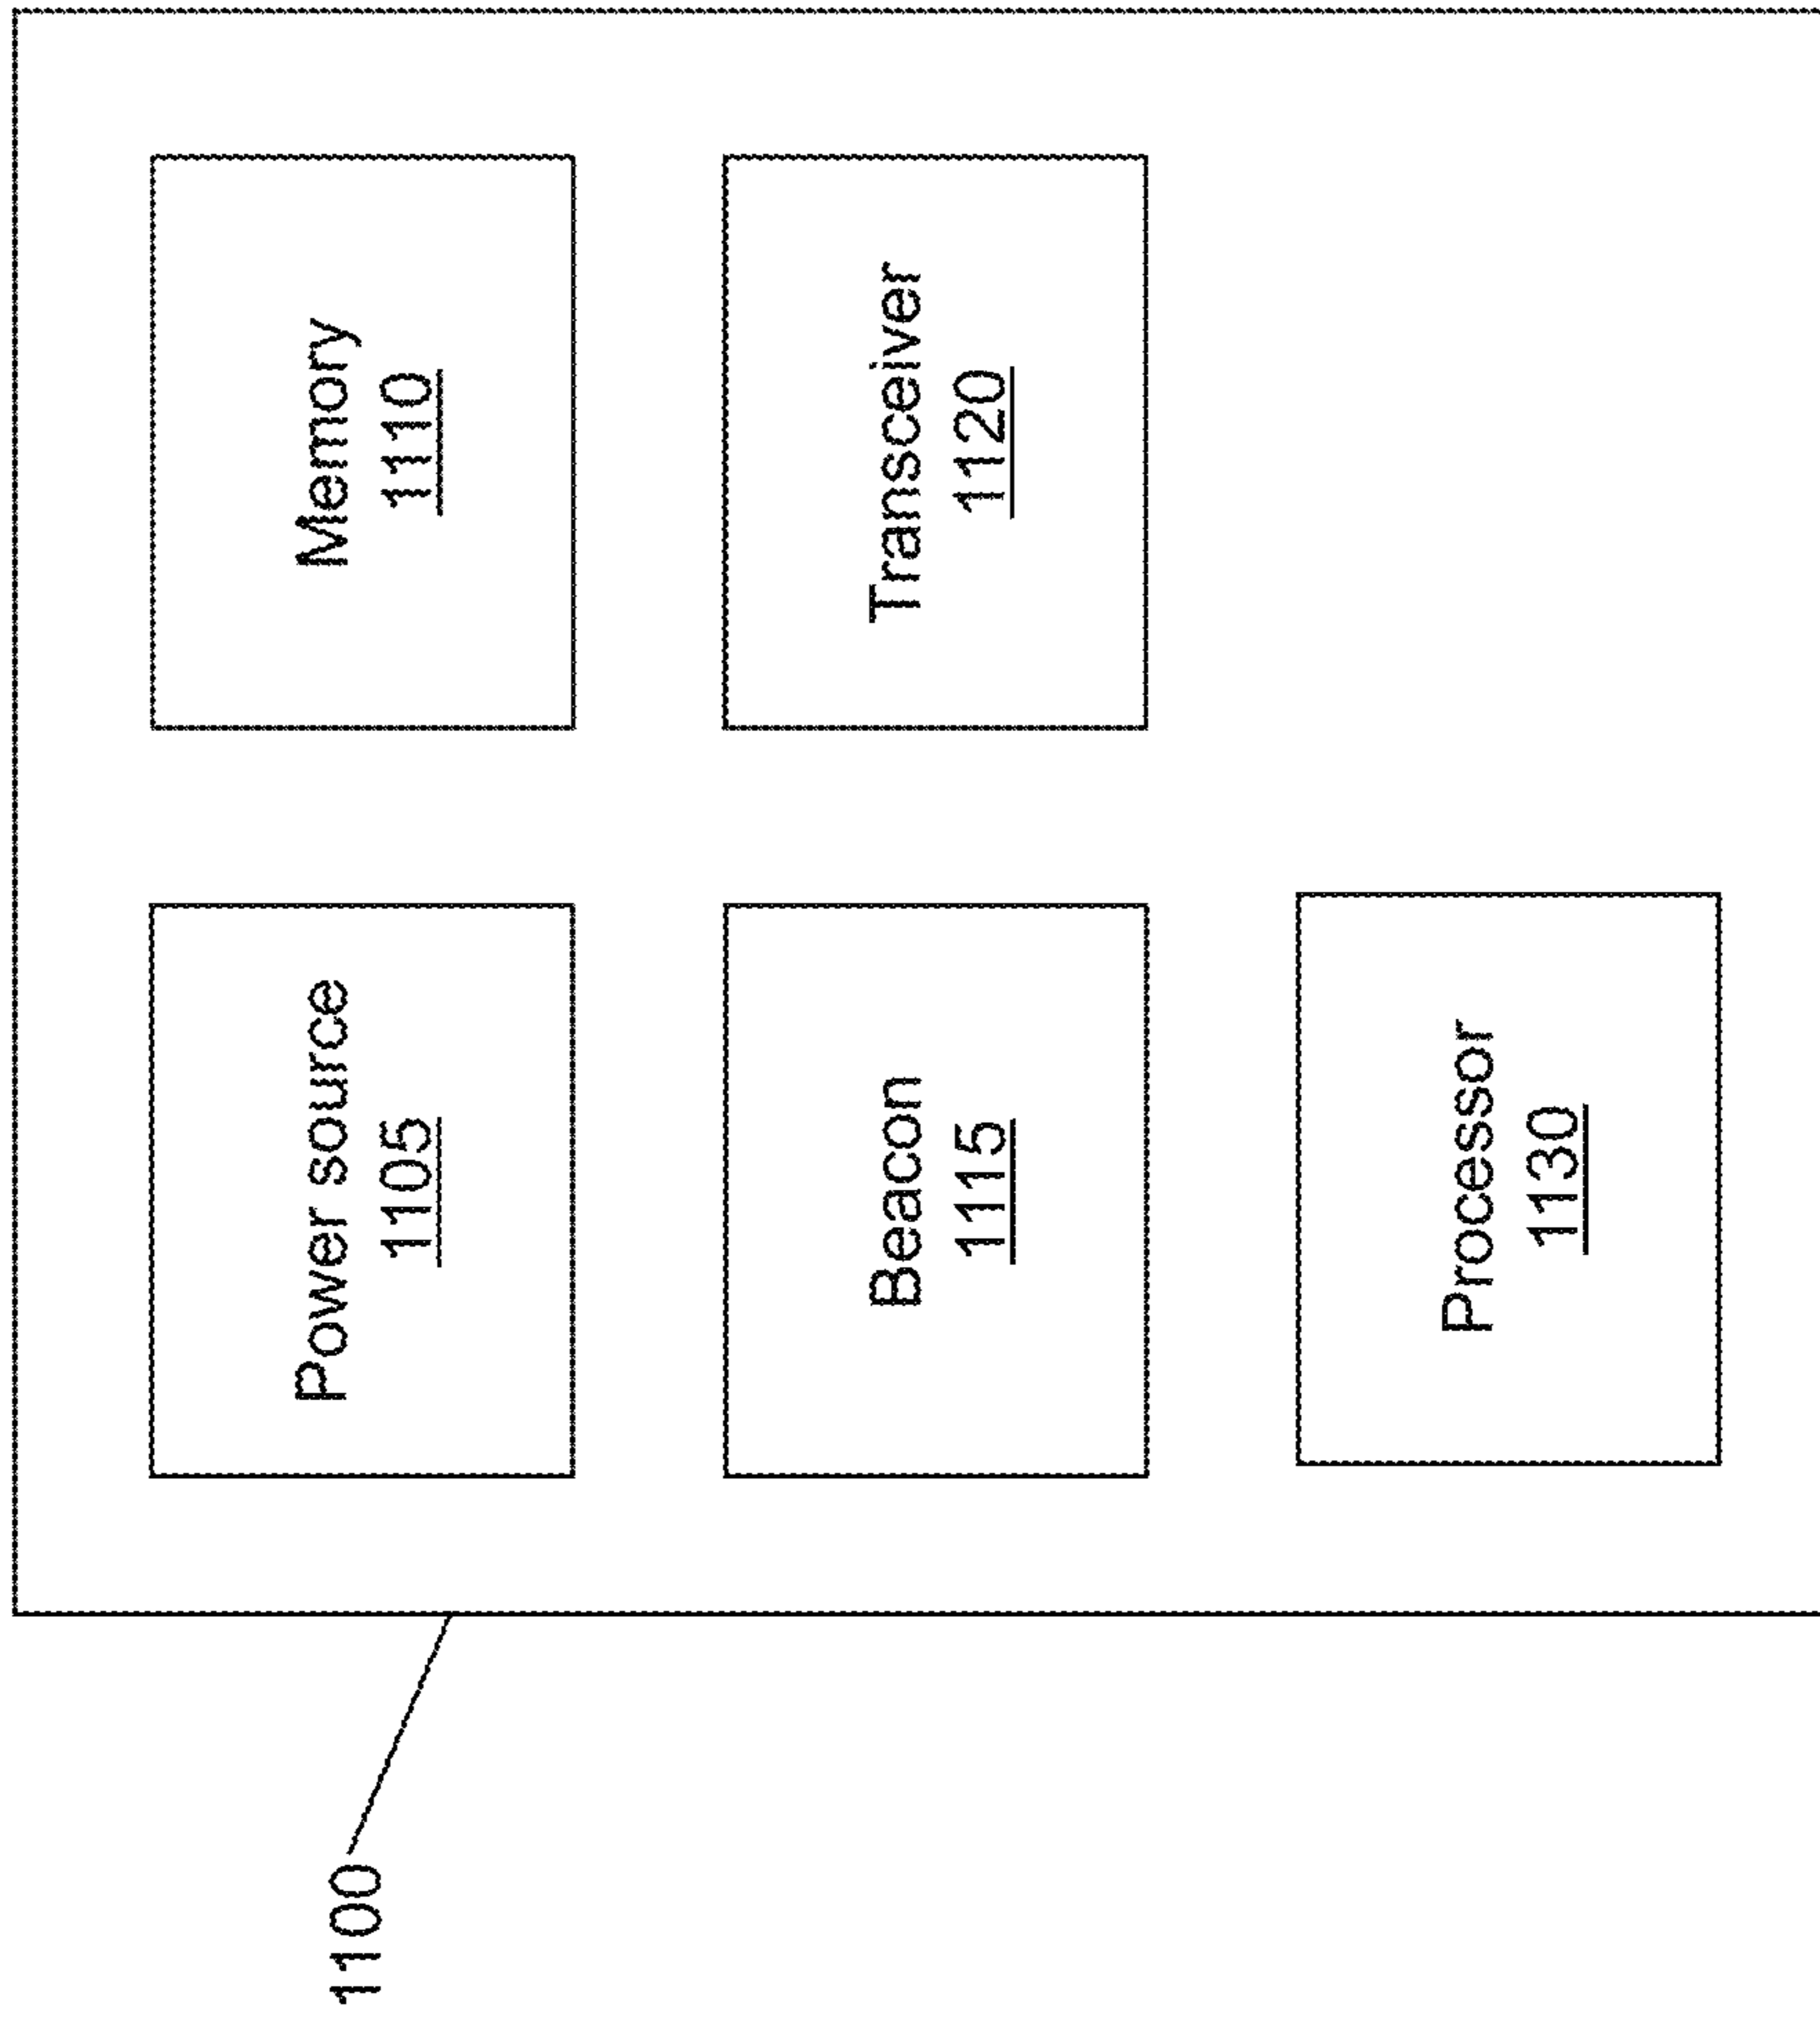 1100
Power source
1105
Memory
1110
Beacon
1115
Transceiver
1120
Processor
1130